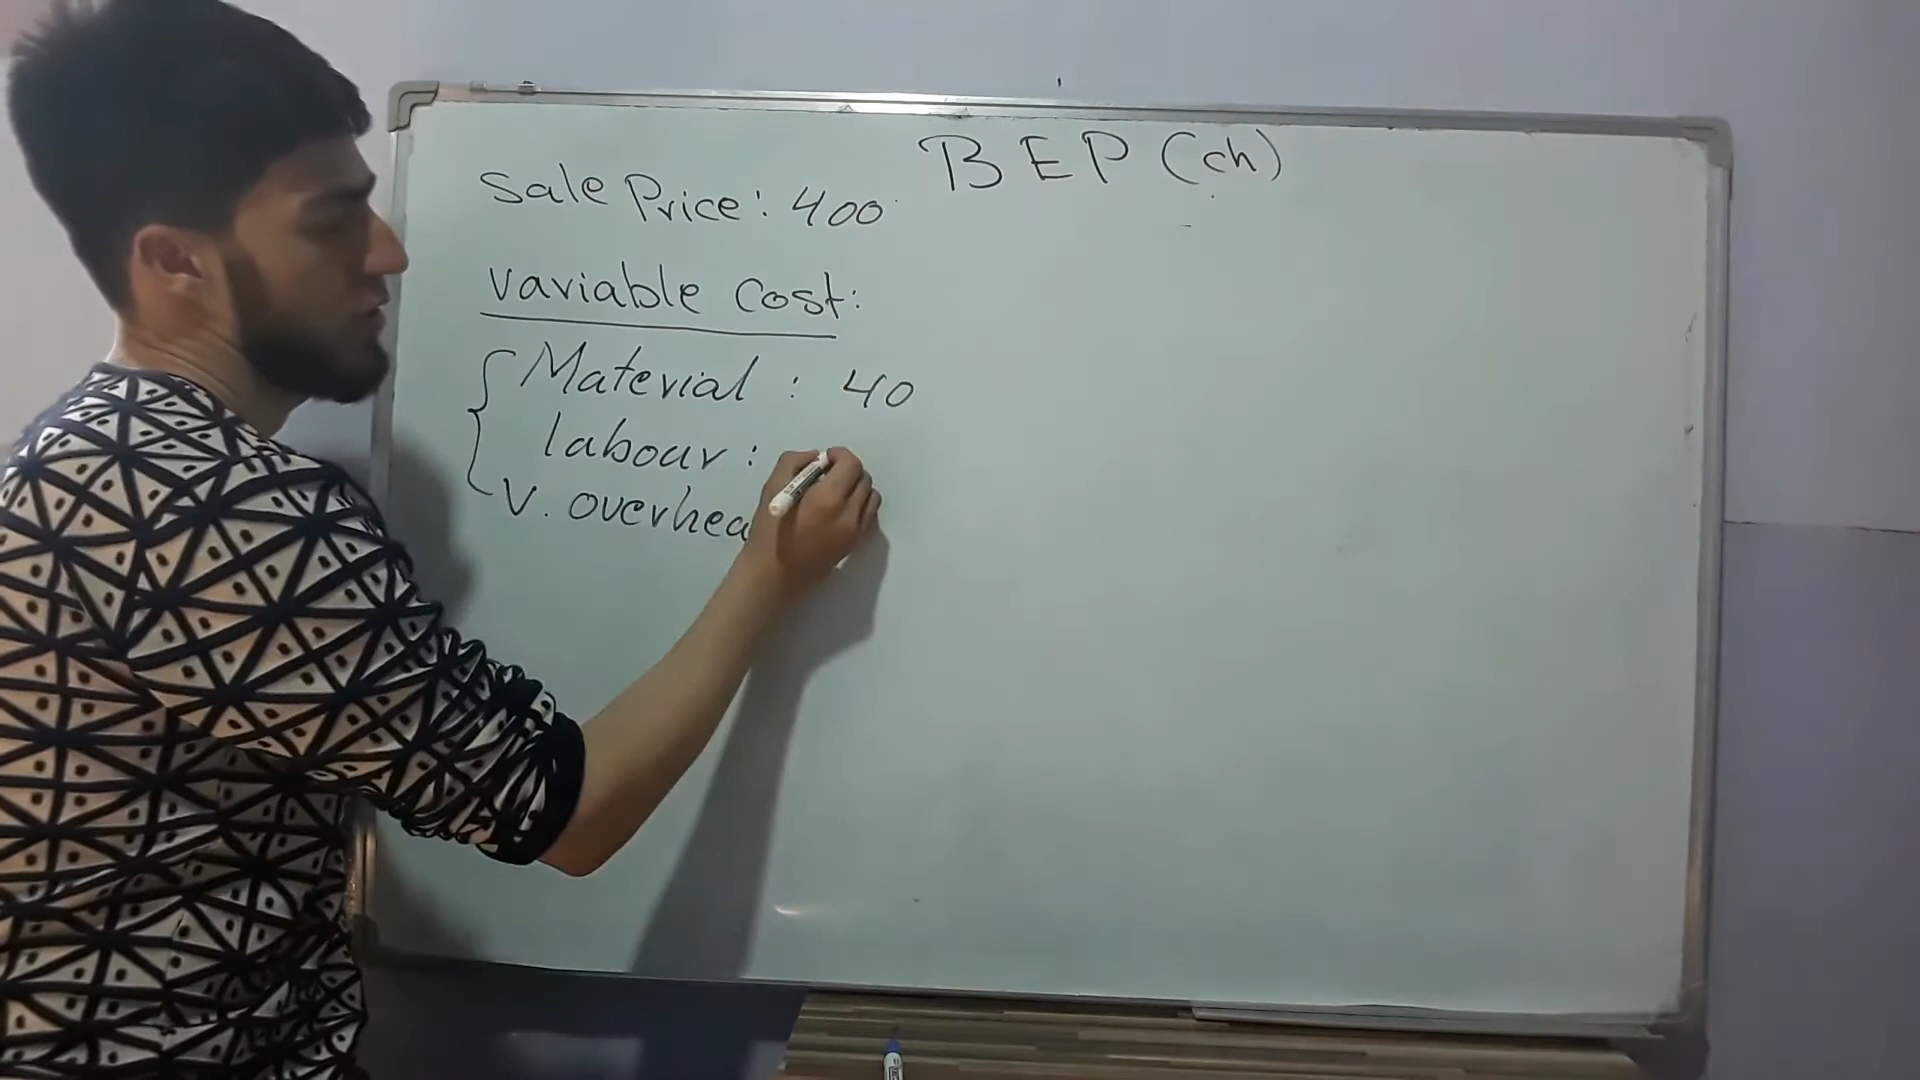 BEP (ch)
Sale Price: 400
variable cost:
Material : 40
labour :
V. overhea